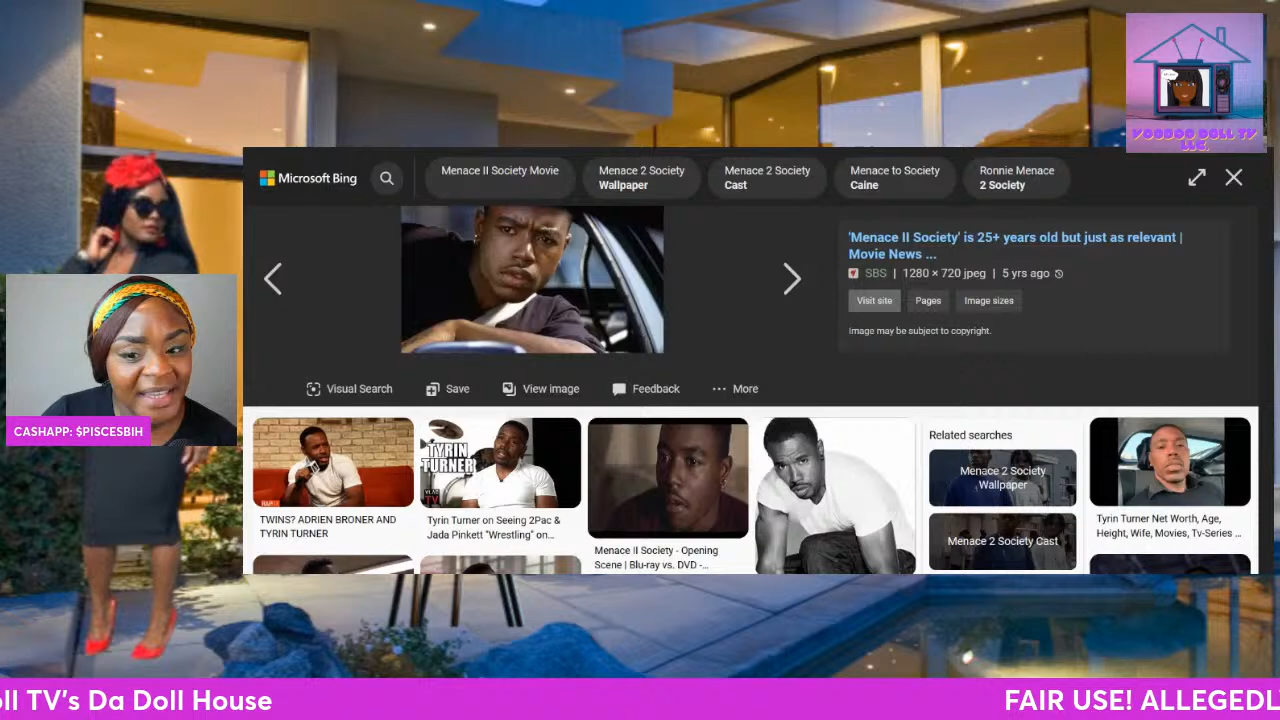 VOODOO DOLL TV
LLC.
Microsoft Bing
Menace II Society Movie
Menace 2 Society
Wallpaper
Menace 2 Society
Cast
Menace to Society
Caine
Ronnie Menace
2 Society
'Menace II Society' is 25+ years old but just as relevant |
Movie News ...
SBS | 1280 × 720 jpeg | 5 yrs ago
Visit site
Pages
Image sizes
Image may be subject to copyright.
Visual Search
Save
View image
Feedback
More
CASHAPP: $PISCESBIH
TYRIN
TURNER
VLAD
TV
TWINS? ADRIEN BRONER AND
TYRIN TURNER
Tyrin Turner on Seeing 2Pac &
Jada Pinkett "Wrestling" on...
Menace II Society - Opening
Scene | Blu-ray vs. DVD -...
Related searches
Menace 2 Society
Wallpaper
Menace 2 Society Cast
Tyrin Turner Net Worth, Age,
Height, Wife, Movies, Tv-Series ...
oll TV's Da Doll House
FAIR USE! ALLEGEDL